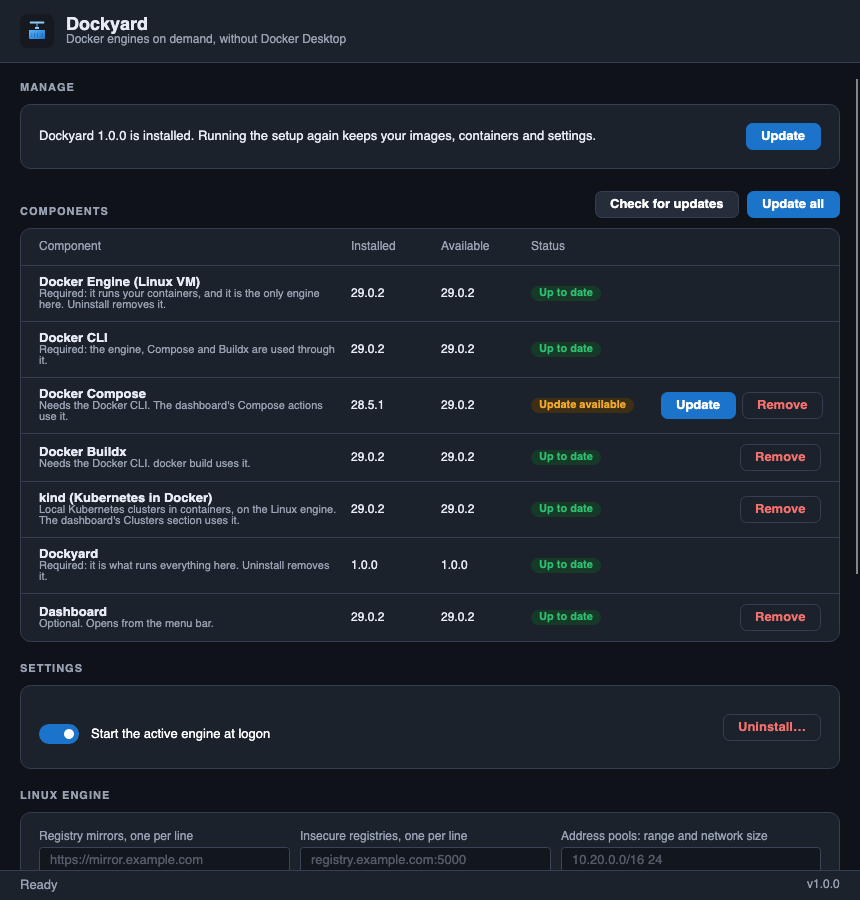 Dockyard
Docker engines on demand, without Docker Desktop
MANAGE
Dockyard 1.0.0 is installed. Running the setup again keeps your images, containers and settings.
Update
COMPONENTS
Check for updates
Update all
Component Installed Available Status
Docker Engine (Linux VM)
Required: it runs your containers, and it is the only engine
here. Uninstall removes it.
29.0.2 29.0.2 Up to date
Docker CLI
Required: the engine, Compose and Buildx are used through
it.
29.0.2 29.0.2 Up to date
Docker Compose
Needs the Docker CLI. The dashboard's Compose actions
use it.
28.5.1 29.0.2 Update available Update Remove
Docker Buildx
Needs the Docker CLI. docker build uses it.
29.0.2 29.0.2 Up to date Remove
kind (Kubernetes in Docker)
Local Kubernetes clusters in containers, on the Linux engine.
The dashboard's Clusters section uses it.
29.0.2 29.0.2 Up to date Remove
Dockyard
Required: it is what runs everything here. Uninstall removes
it.
1.0.0 1.0.0 Up to date
Dashboard
Optional. Opens from the menu bar.
29.0.2 29.0.2 Up to date Remove
SETTINGS
Start the active engine at logon
Uninstall...
LINUX ENGINE
Registry mirrors, one per line
Insecure registries, one per line
Address pools: range and network size
https://mirror.example.com
registry.example.com:5000
10.20.0.0/16 24
Ready
v1.0.0